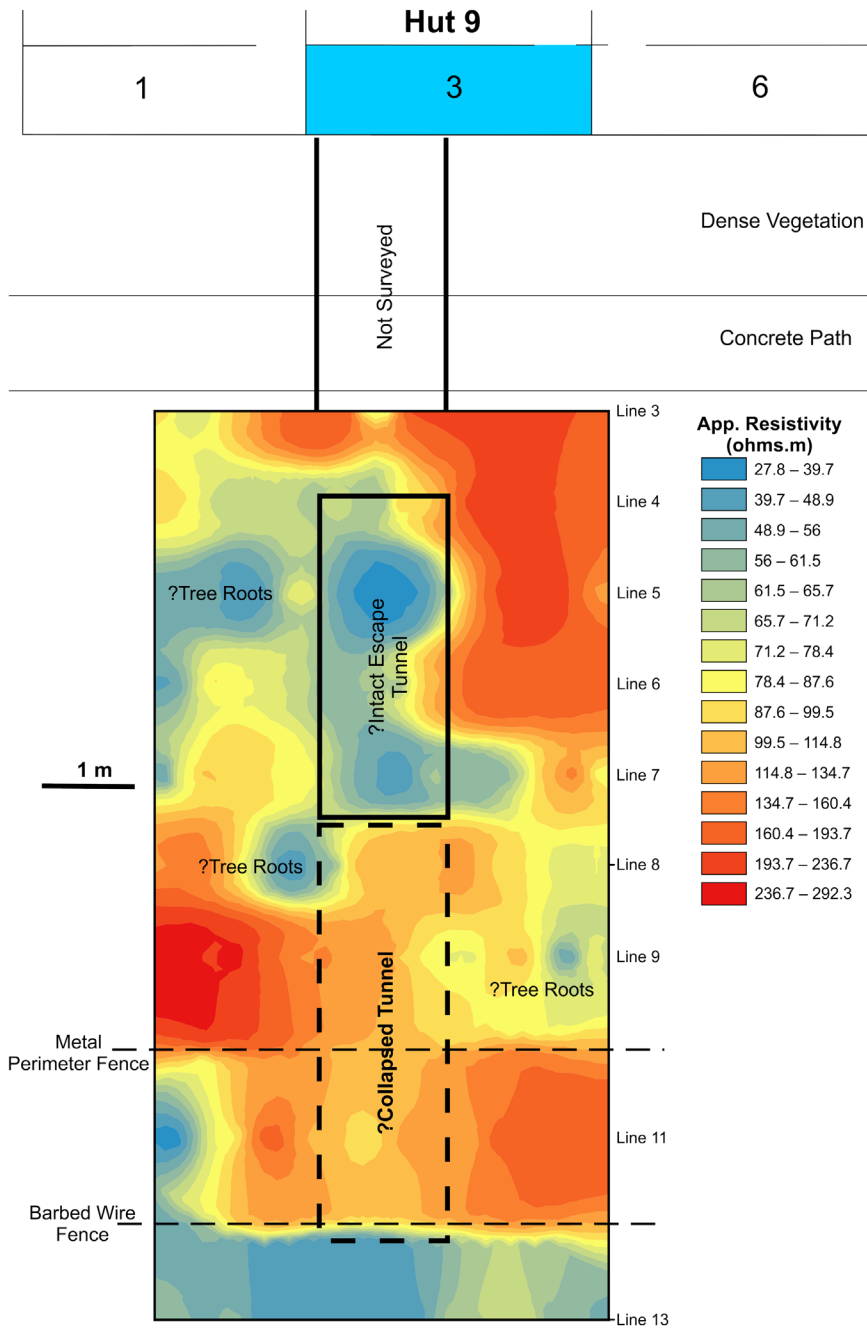 Hut 9
1
3
6
Dense Vegetation
Not Surveyed
Concrete Path
Line 3
App. Resistivity
(ohms.m)
27.8 – 39.7
39.7 – 48.9
48.9 – 56
56 – 61.5
61.5 – 65.7
65.7 – 71.2
71.2 – 78.4
78.4 – 87.6
87.6 – 99.5
99.5 – 114.8
114.8 – 134.7
134.7 – 160.4
160.4 – 193.7
193.7 – 236.7
236.7 – 292.3
Line 4
?Tree Roots
Line 5
?Intact Escape
Tunnel
Line 6
1 m
Line 7
?Tree Roots
Line 8
Line 9
?Tree Roots
Metal
Perimeter Fence
?Collapsed Tunnel
Line 11
Barbed Wire
Fence
Line 13